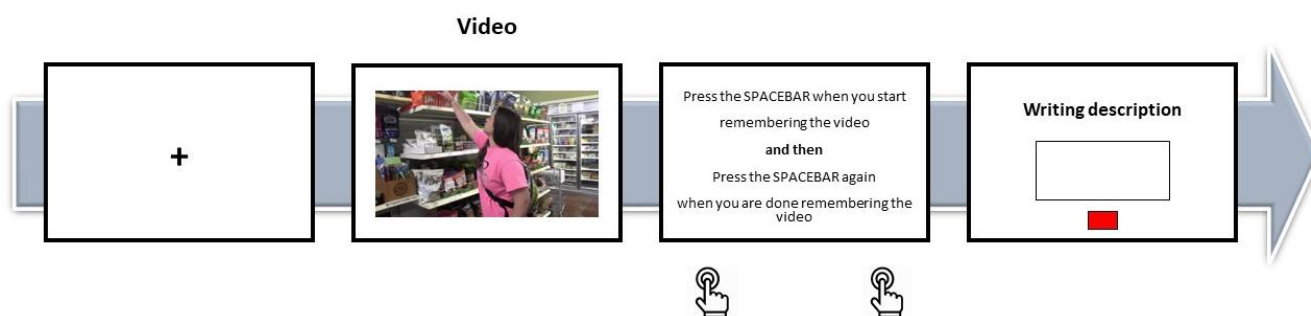 Video
+
Press the SPACEBAR when you start
remembering the video
and then
Press the SPACEBAR again
when you are done remembering the
video
Writing description